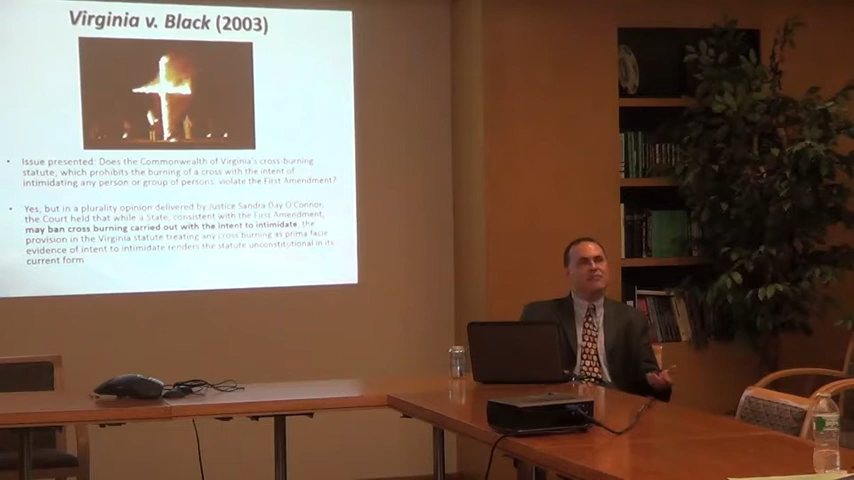 Virginia v. Black (2003)
• Issue presented: Does the Commonwealth of Virginia's cross-burning
statute, which prohibits the burning of a cross with the intent of
intimidating any person or group of persons, violate the First Amendment?
• Yes, but in a plurality opinion delivered by Justice Sandra Day O'Connor,
the Court held that while a State, consistent with the First Amendment,
may ban cross burning carried out with the intent to intimidate, the
provision in the Virginia statute treating any cross burning as prima facie
evidence of intent to intimidate renders the statute unconstitutional in its
current form